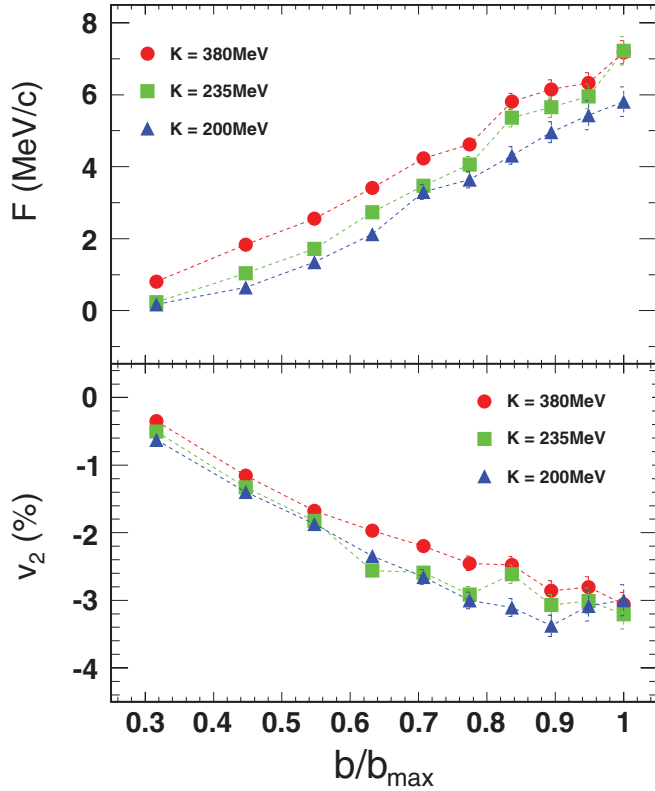 8
6
4
2
0
F (MeV/c)
K = 380MeV
K = 235MeV
K = 200MeV
0
-1
-2
-3
-4
v2 (%)
K = 380MeV
K = 235MeV
K = 200MeV
0.3 0.4 0.5 0.6 0.7 0.8 0.9 1
b/bmax